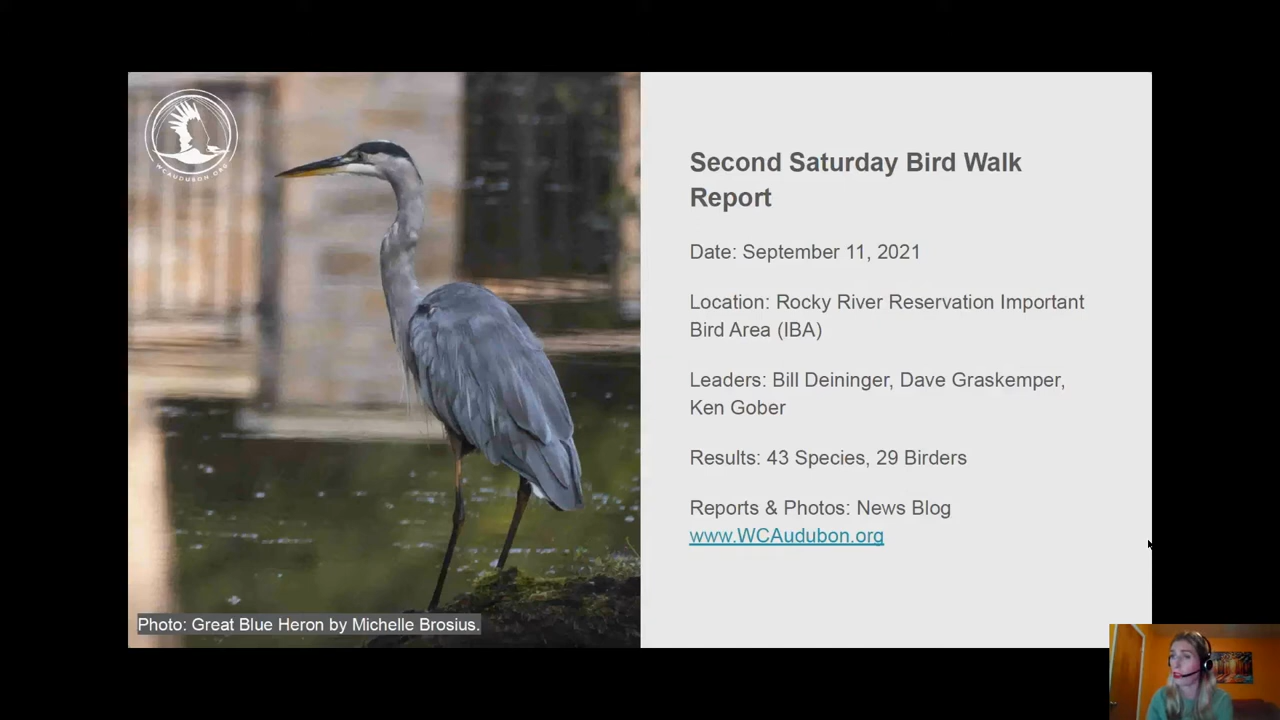 WCAUDUBON.ORG
Second Saturday Bird Walk
Report
Date: September 11, 2021
Location: Rocky River Reservation Important
Bird Area (IBA)
Leaders: Bill Deininger, Dave Graskemper,
Ken Gober
Results: 43 Species, 29 Birders
Reports & Photos: News Blog
www.WCAudubon.org
Photo: Great Blue Heron by Michelle Brosius.